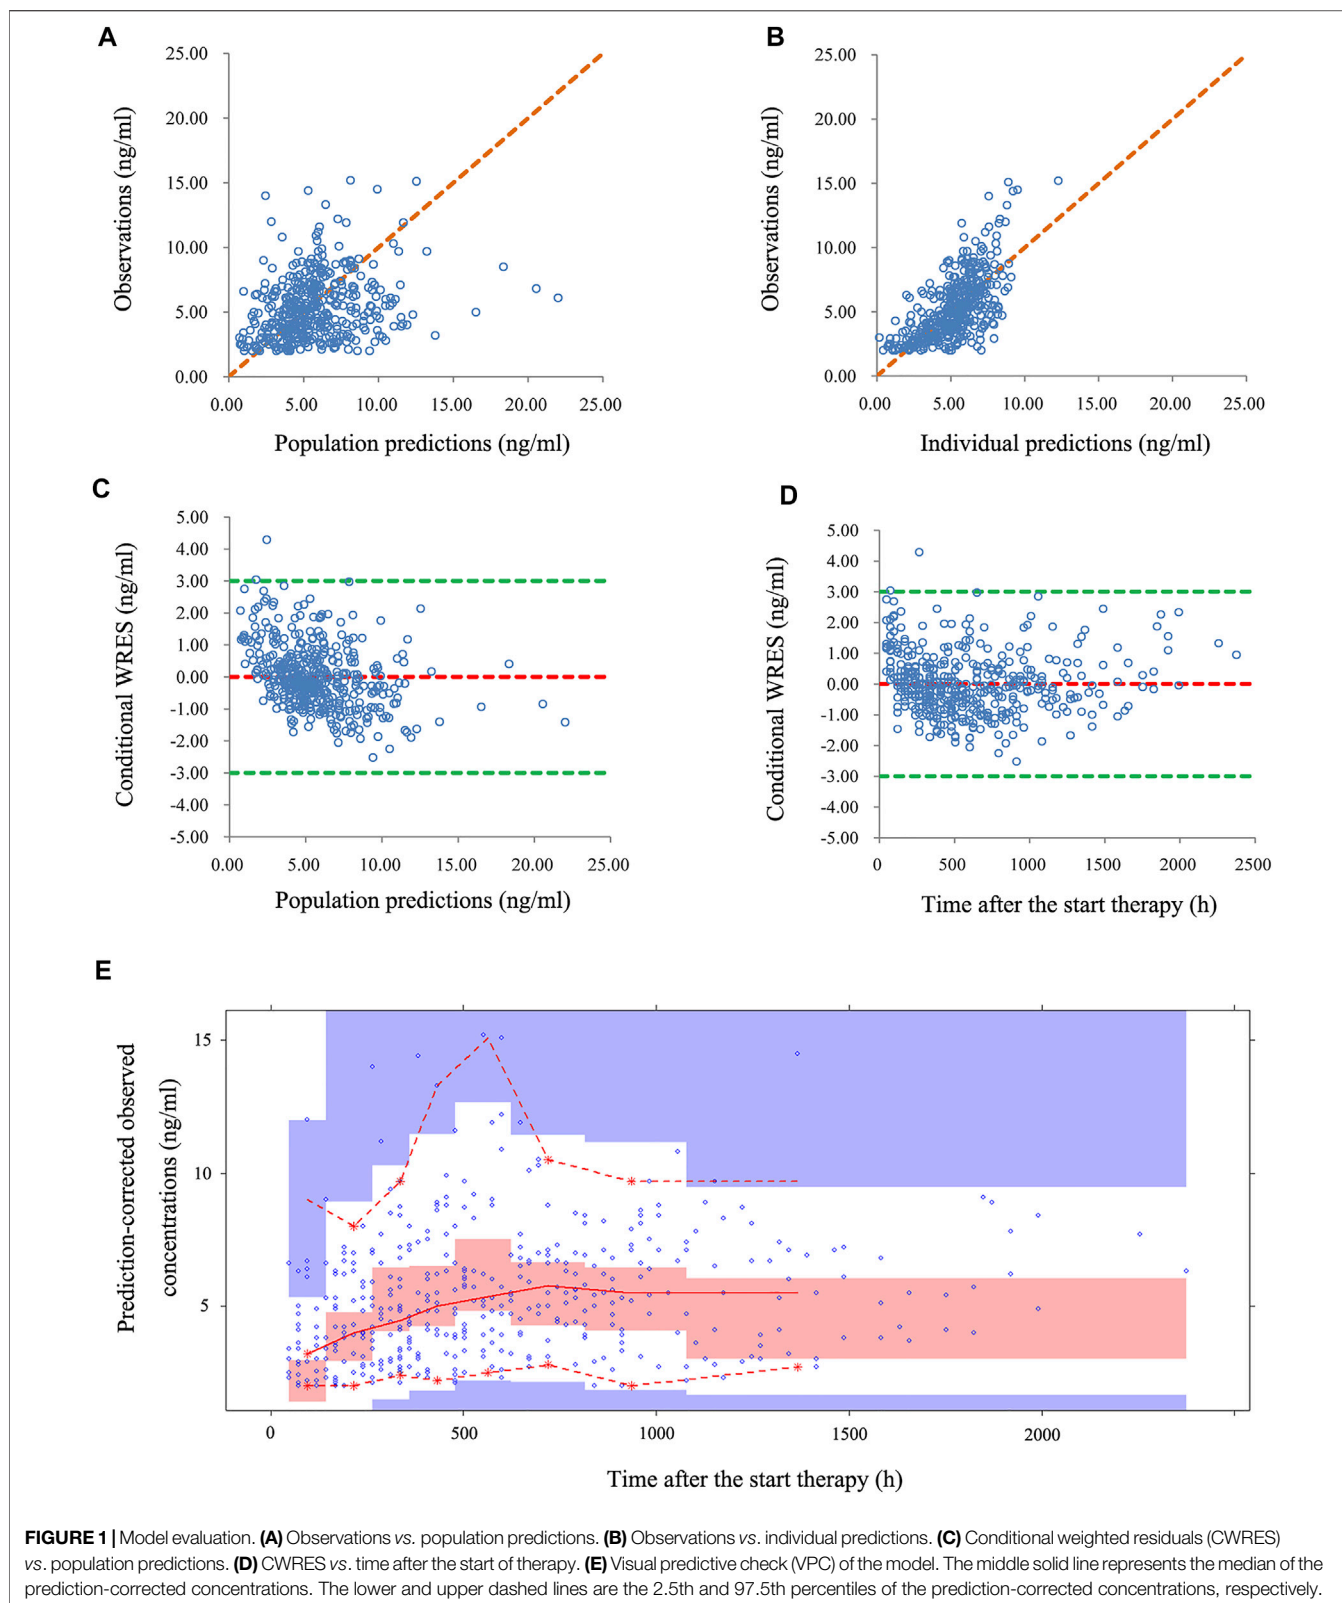 A
25.00
20.00
15.00
10.00
5.00
0.00
Observations (ng/ml)
0.00 5.00 10.00 15.00 20.00 25.00
Population predictions (ng/ml)
B
25.00
20.00
15.00
10.00
5.00
0.00
Observations (ng/ml)
0.00 5.00 10.00 15.00 20.00 25.00
Individual predictions (ng/ml)
C
5.00
4.00
3.00
2.00
1.00
0.00
-1.00
-2.00
-3.00
-4.00
-5.00
Conditional WRES (ng/ml)
0.00 5.00 10.00 15.00 20.00 25.00
Population predictions (ng/ml)
D
5.00
4.00
3.00
2.00
1.00
0.00
-1.00
-2.00
-3.00
-4.00
-5.00
Conditional WRES (ng/ml)
0 500 1000 1500 2000 2500
Time after the start therapy (h)
E
15
10
5
Prediction-corrected observed
concentrations (ng/ml)
0 500 1000 1500 2000
Time after the start therapy (h)
FIGURE 1 | Model evaluation. (A) Observations vs. population predictions. (B) Observations vs. individual predictions. (C) Conditional weighted residuals (CWRES)
vs. population predictions. (D) CWRES vs. time after the start of therapy. (E) Visual predictive check (VPC) of the model. The middle solid line represents the median of the
prediction-corrected concentrations. The lower and upper dashed lines are the 2.5th and 97.5th percentiles of the prediction-corrected concentrations, respectively.